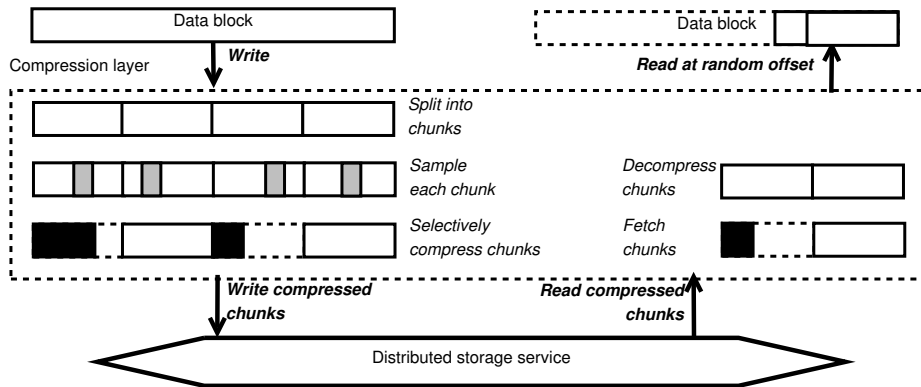 Data block
Write
Data block
Read at random offset
Compression layer
Split into
chunks
Sample
each chunk
Decompress
chunks
Selectively
compress chunks
Fetch
chunks
Write compressed
chunks
Read compressed
chunks
Distributed storage service